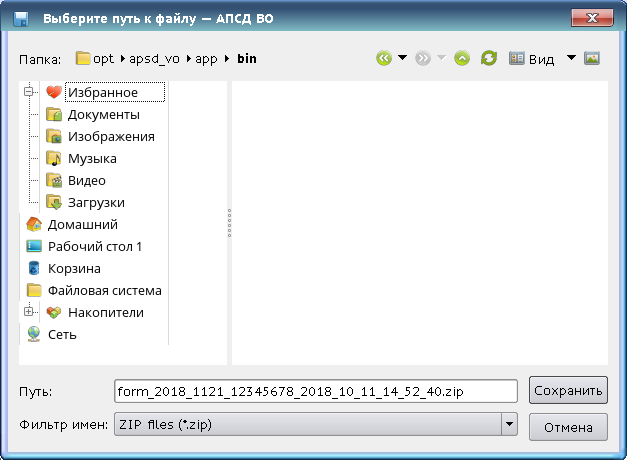 Выберите путь к файлу — АПСД ВО
Папка: opt apsd_vo app bin Вид
Избранное
Документы
Изображения
Музыка
Видео
Загрузки
Домашний
Рабочий стол 1
Корзина
Файловая система
Накопители
Сеть
Путь: form_2018_1121_12345678_2018_10_11_14_52_40.zip Сохранить
Фильтр имен: ZIP files (*.zip) Отмена